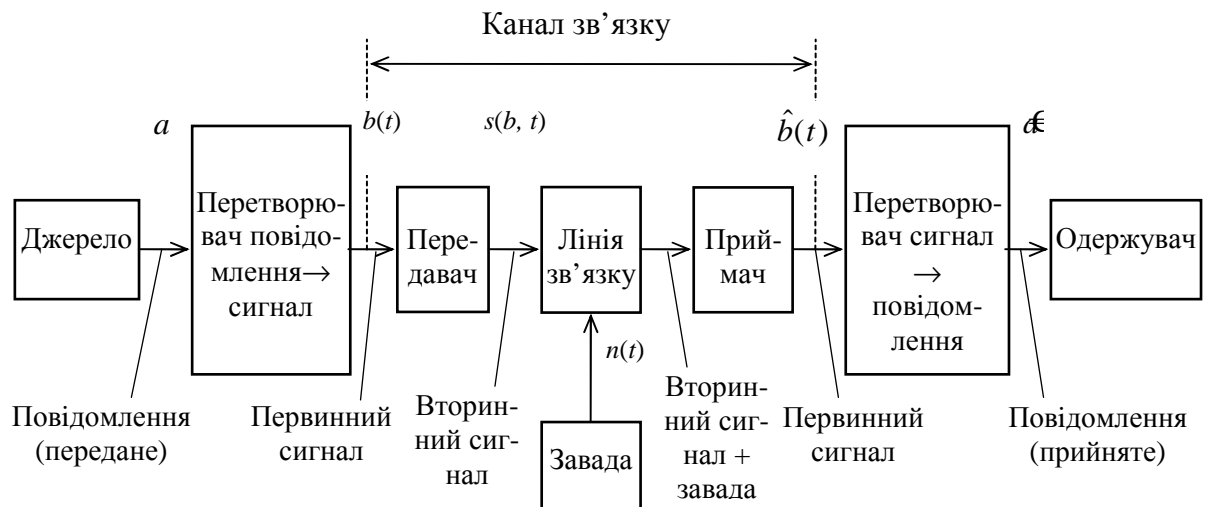 Канал зв’язку
a
b(t)
s(b, t)
b̂(t)
Джерело
Перетворю-
вач повідо-
млення→
сигнал
Пере-
давач
Лінія
зв’язку
Прий-
мач
Перетворю-
вач сигнал
→
повідом-
лення
Одержувач
n(t)
Завада
Повідомлення
(передане)
Первинний
сигнал
Вторин-
ний сиг-
нал
Вторин-
ний сиг-
нал +
завада
Первинний
сигнал
Повідомлення
(прийняте)